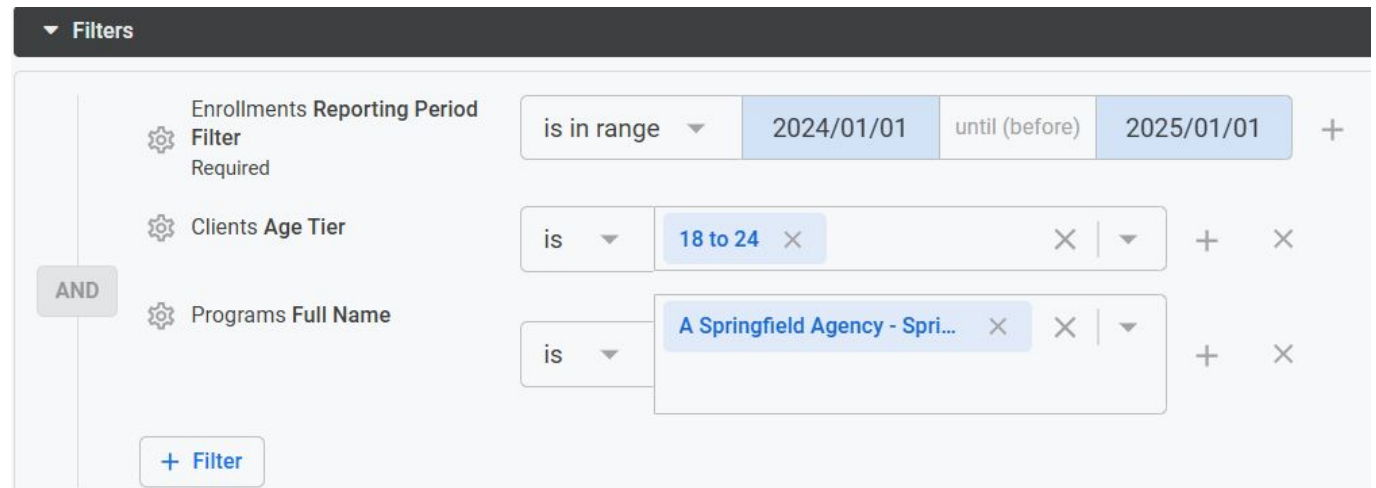 Filters
Enrollments Reporting Period
Filter
Required
is in range
2024/01/01
until (before)
2025/01/01
Clients Age Tier
is
18 to 24
AND
Programs Full Name
is
A Springfield Agency - Spri...
+ Filter